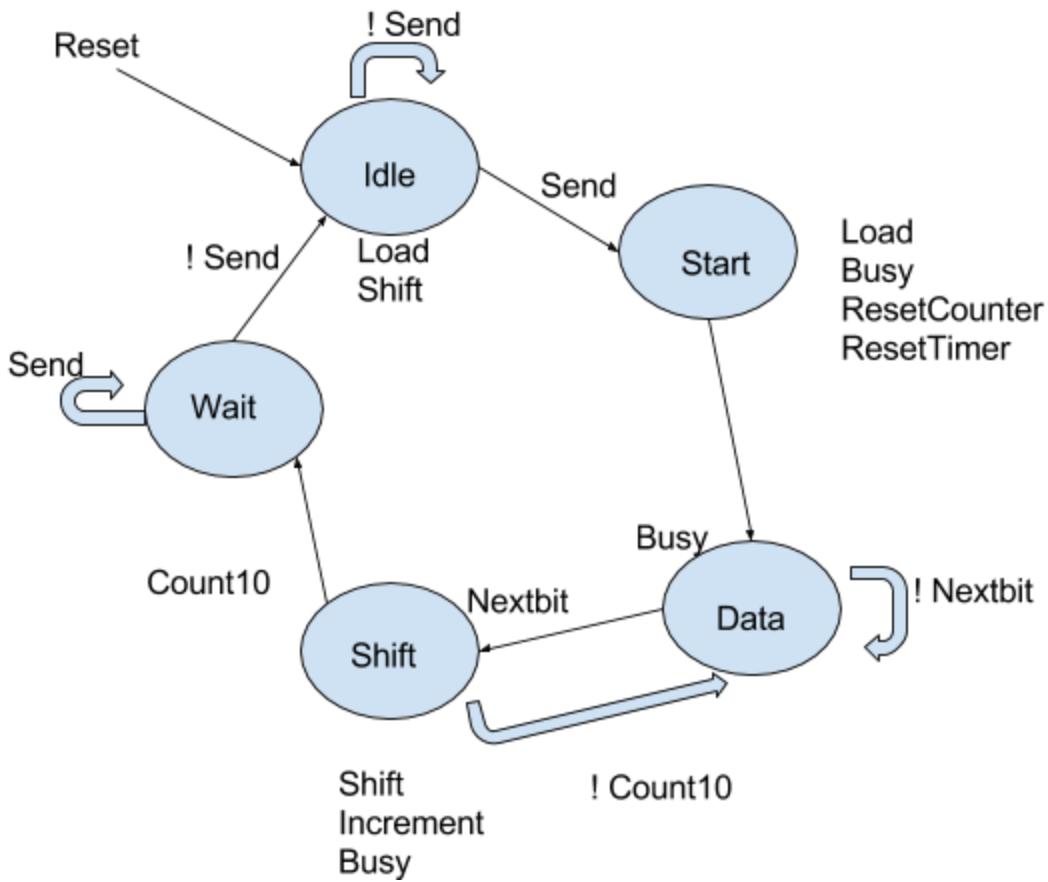 ! Send
Reset
Idle
Send
! Send
Load
Shift
Start
Load
Busy
ResetCounter
ResetTimer
Send
Wait
Busy
Count10
Nextbit
Data
! Nextbit
Shift
Shift
Increment
Busy
! Count10